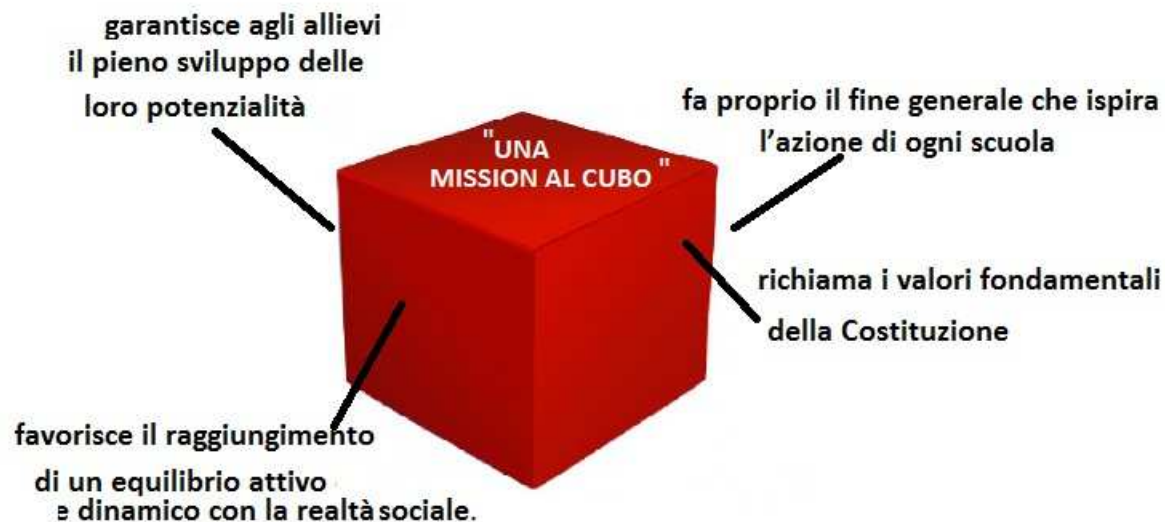 garantisce agli allievi
il pieno sviluppo delle
loro potenzialità
fa proprio il fine generale che ispira
l’azione di ogni scuola
"UNA
MISSION AL CUBO "
richiama i valori fondamentali
della Costituzione
favorisce il raggiungimento
di un equilibrio attivo
e dinamico con la realtà sociale.